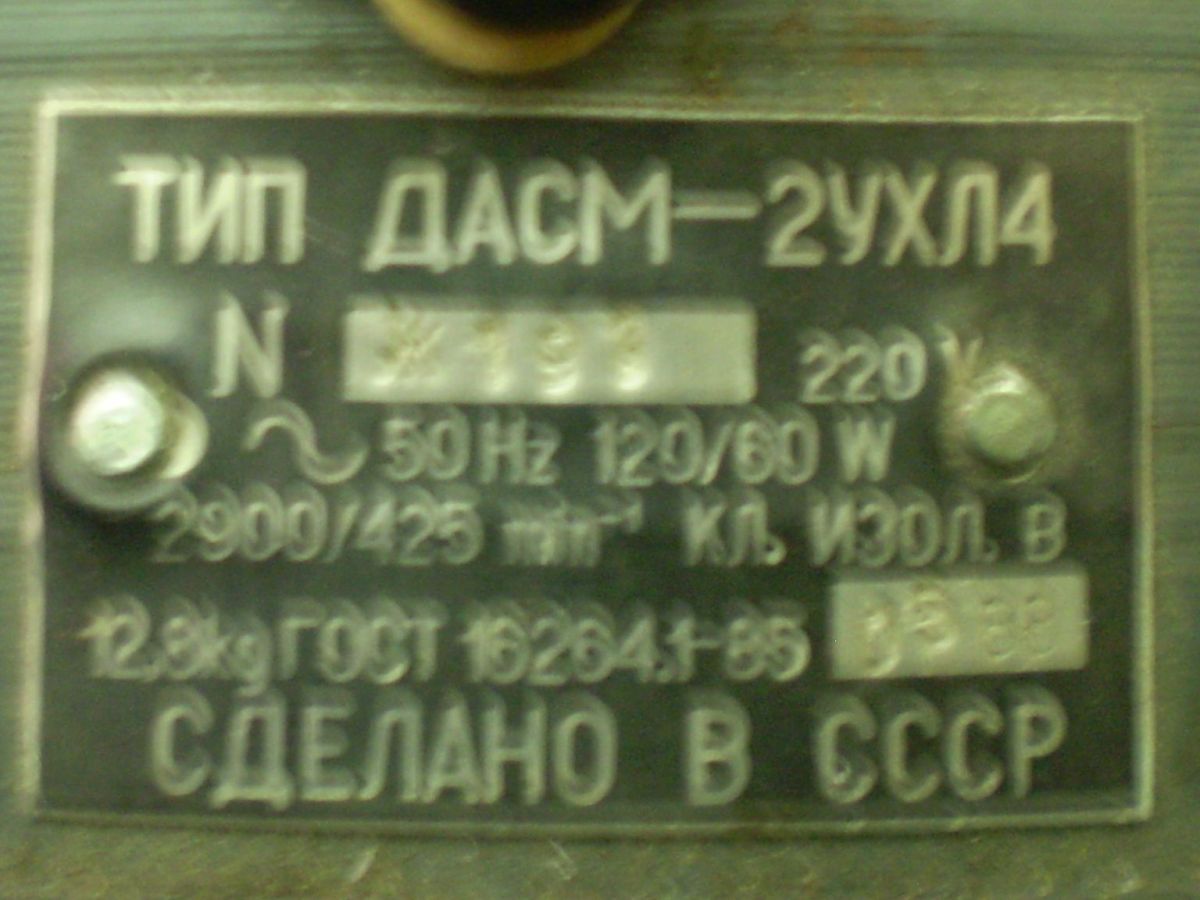 ТИП ДАСМ-2УХЛ4
N 220 V
~ 50 Hz 120/60 W
2900/425 min⁻¹ КЛ. ИЗОЛ. В
12,8kg ГОСТ 16264.1-85
СДЕЛАНО В СССР